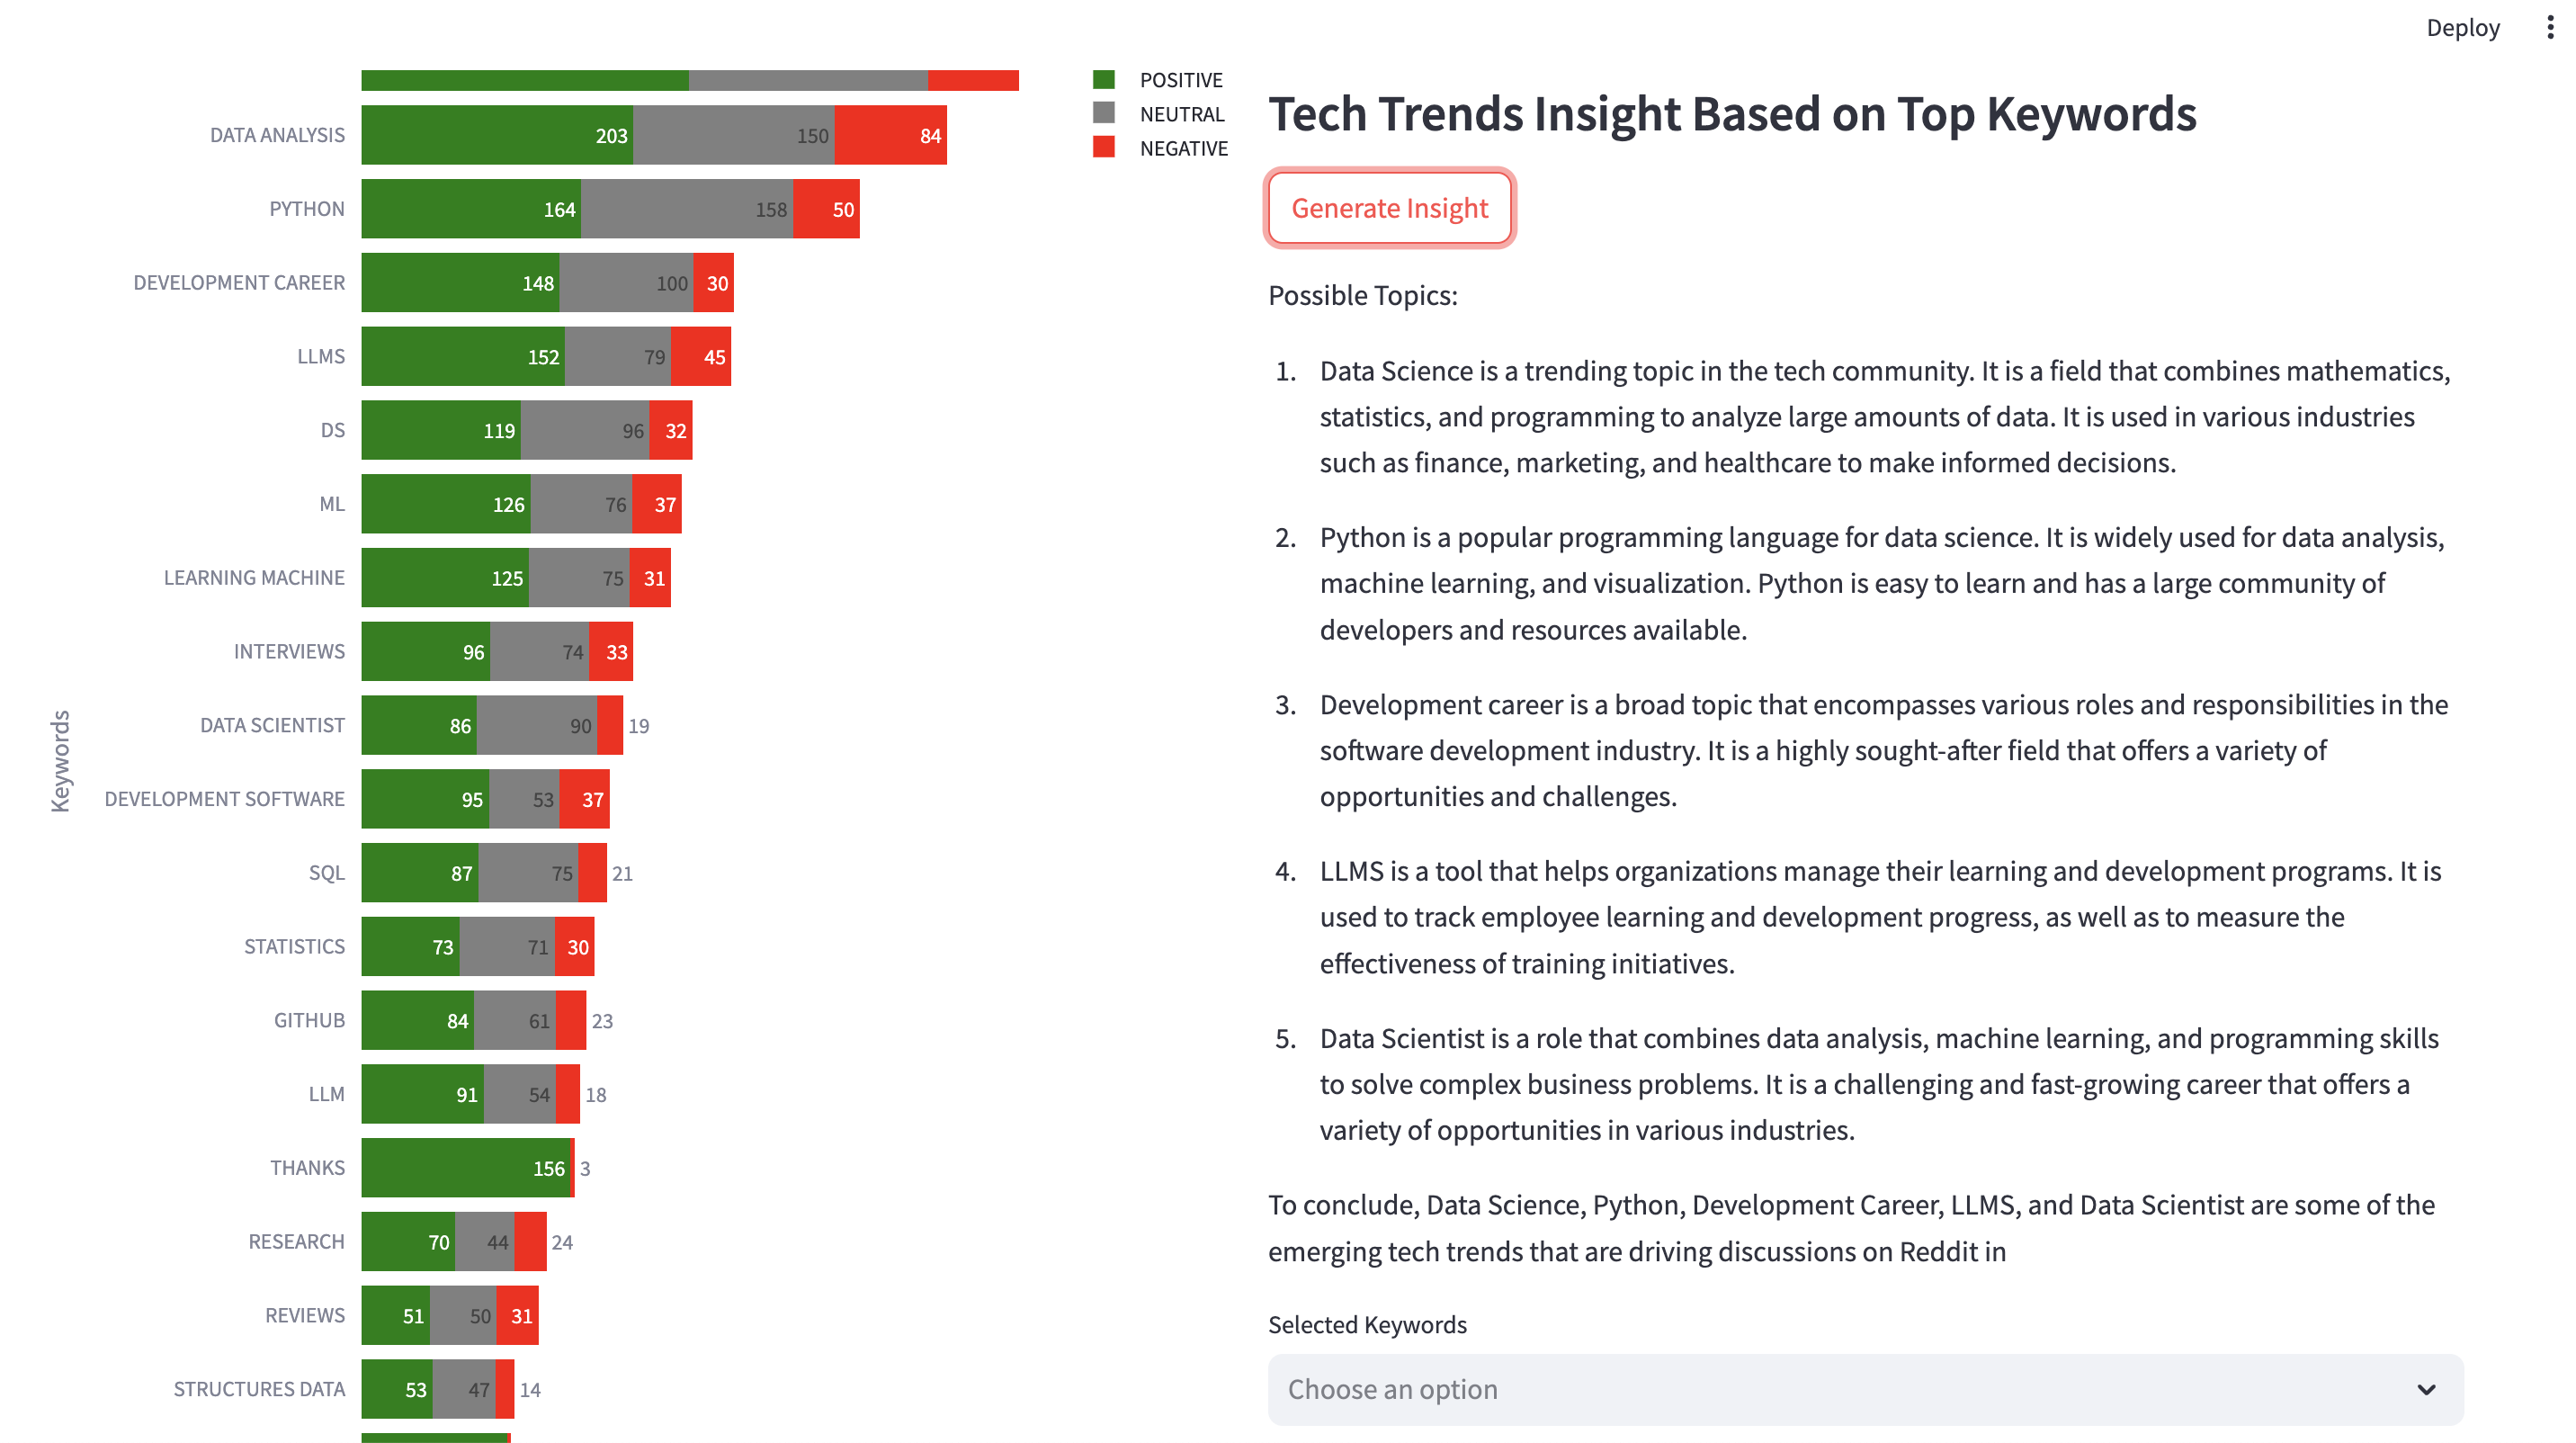 Deploy
POSITIVE
NEUTRAL
NEGATIVE
Keywords
DATA ANALYSIS 203 150 84
PYTHON 164 158 50
DEVELOPMENT CAREER 148 100 30
LLMS 152 79 45
DS 119 96 32
ML 126 76 37
LEARNING MACHINE 125 75 31
INTERVIEWS 96 74 33
DATA SCIENTIST 86 90 19
DEVELOPMENT SOFTWARE 95 53 37
SQL 87 75 21
STATISTICS 73 71 30
GITHUB 84 61 23
LLM 91 54 18
THANKS 156 3
RESEARCH 70 44 24
REVIEWS 51 50 31
STRUCTURES DATA 53 47 14
Tech Trends Insight Based on Top Keywords
Generate Insight
Possible Topics:
1. Data Science is a trending topic in the tech community. It is a field that combines mathematics,
statistics, and programming to analyze large amounts of data. It is used in various industries
such as finance, marketing, and healthcare to make informed decisions.
2. Python is a popular programming language for data science. It is widely used for data analysis,
machine learning, and visualization. Python is easy to learn and has a large community of
developers and resources available.
3. Development career is a broad topic that encompasses various roles and responsibilities in the
software development industry. It is a highly sought-after field that offers a variety of
opportunities and challenges.
4. LLMS is a tool that helps organizations manage their learning and development programs. It is
used to track employee learning and development progress, as well as to measure the
effectiveness of training initiatives.
5. Data Scientist is a role that combines data analysis, machine learning, and programming skills
to solve complex business problems. It is a challenging and fast-growing career that offers a
variety of opportunities in various industries.
To conclude, Data Science, Python, Development Career, LLMS, and Data Scientist are some of the
emerging tech trends that are driving discussions on Reddit in
Selected Keywords
Choose an option